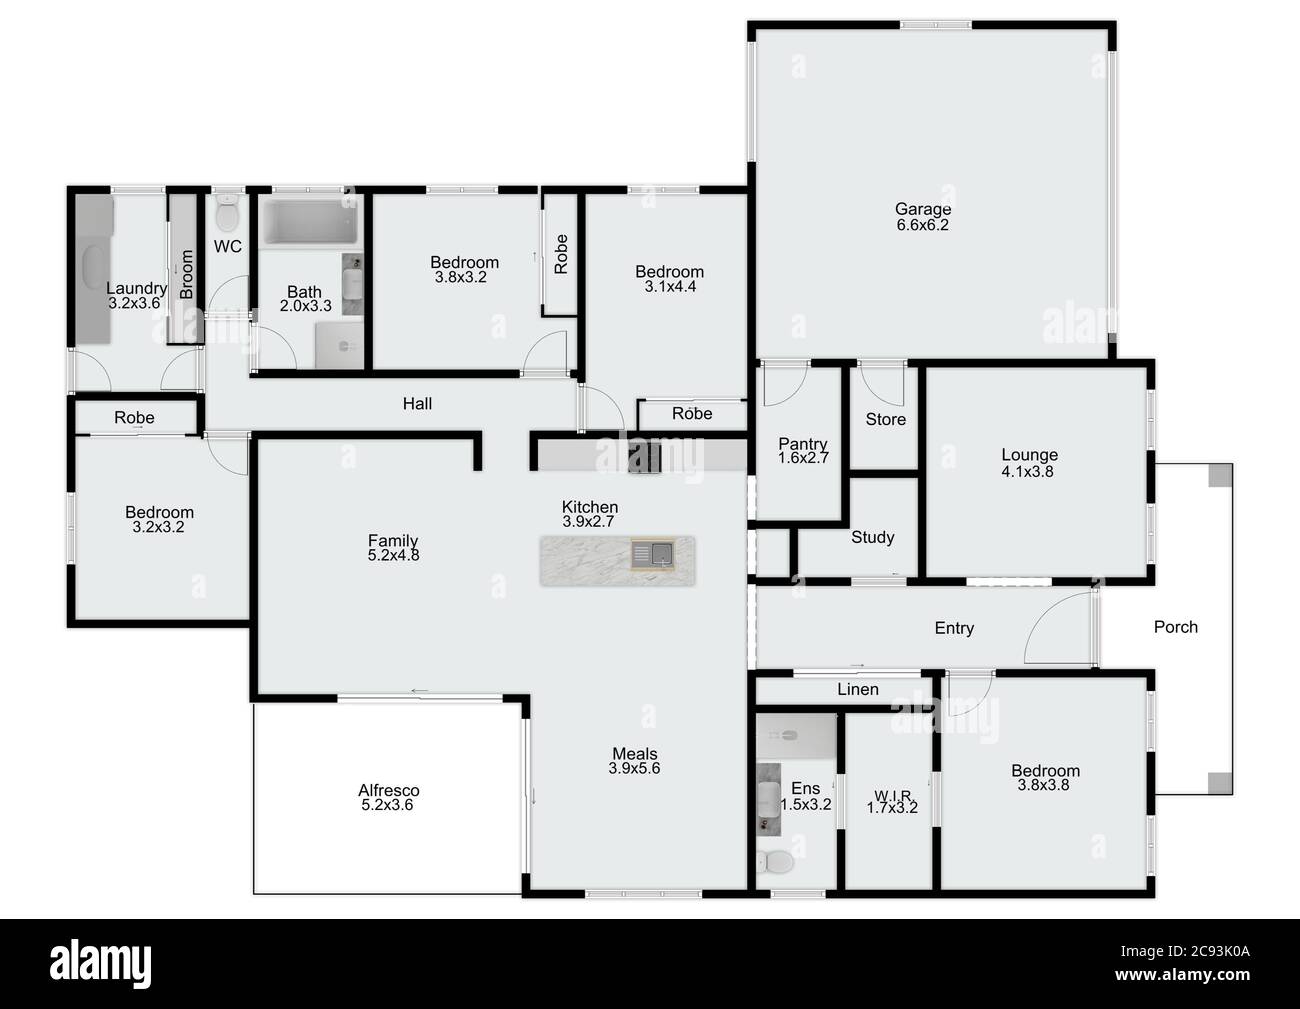 Garage
6.6x6.2
WC
Broom
Laundry
3.2x3.6
Bath
2.0x3.3
Bedroom
3.8x3.2
Robe
Bedroom
3.1x4.4
Robe
Hall
Robe
Store
Pantry
1.6x2.7
Lounge
4.1x3.8
Bedroom
3.2x3.2
Family
5.2x4.8
Kitchen
3.9x2.7
Study
Entry
Porch
Linen
Meals
3.9x5.6
Alfresco
5.2x3.6
Ens
1.5x3.2
W.I.R.
1.7x3.2
Bedroom
3.8x3.8
a
a
a
a
a
a
a
a
a
a
alamy
alamy
alamy
alamy
alamy
Image ID: 2C93K0A
www.alamy.com